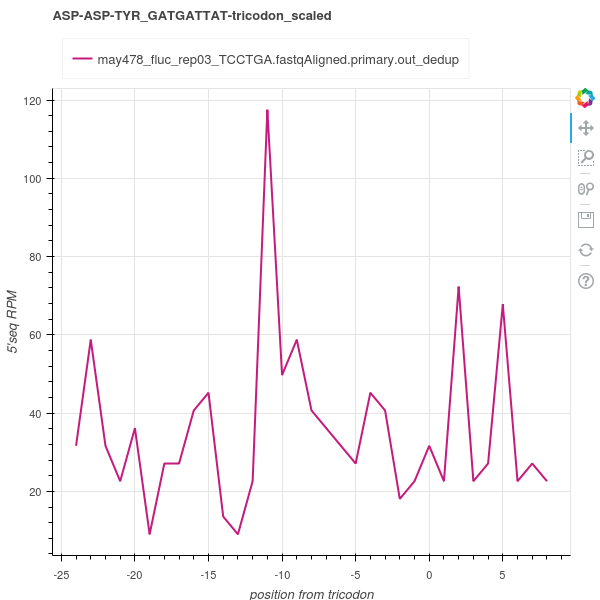 ASP-ASP-TYR_GATGATTAT-tricodon_scaled
may478_fluc_rep03_TCCTGA.fastqAligned.primary.out_dedup
120
100
80
60
40
20
5'seq RPM
-25 -20 -15 -10 -5 0 5
position from tricodon